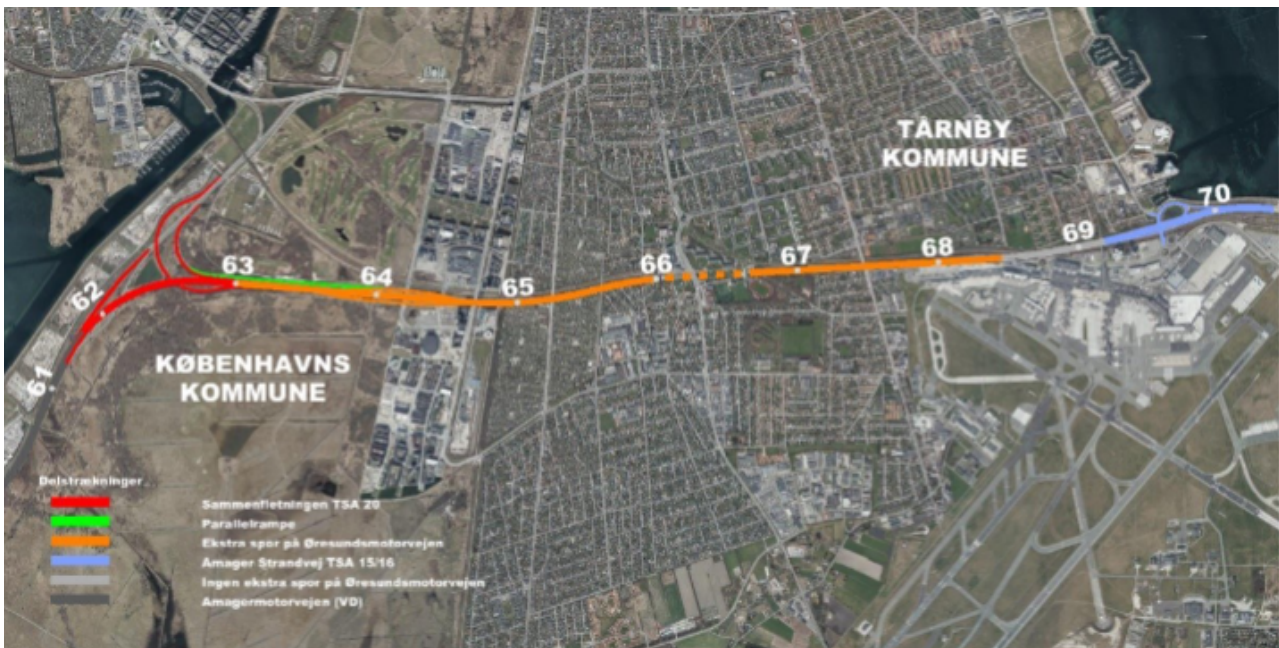 TÅRNBY
KOMMUNE
70
69
68
67
66
65
64
63
62
61
KØBENHAVNS
KOMMUNE
Delstrækninger
Sammenfletningen TSA 20
Parallelrampe
Ekstra spor på Øresundsmotorvejen
Amager Strandvej TSA 15/16
Ingen ekstra spor på Øresundsmotorvejen
Amagermotorvejen (VD)